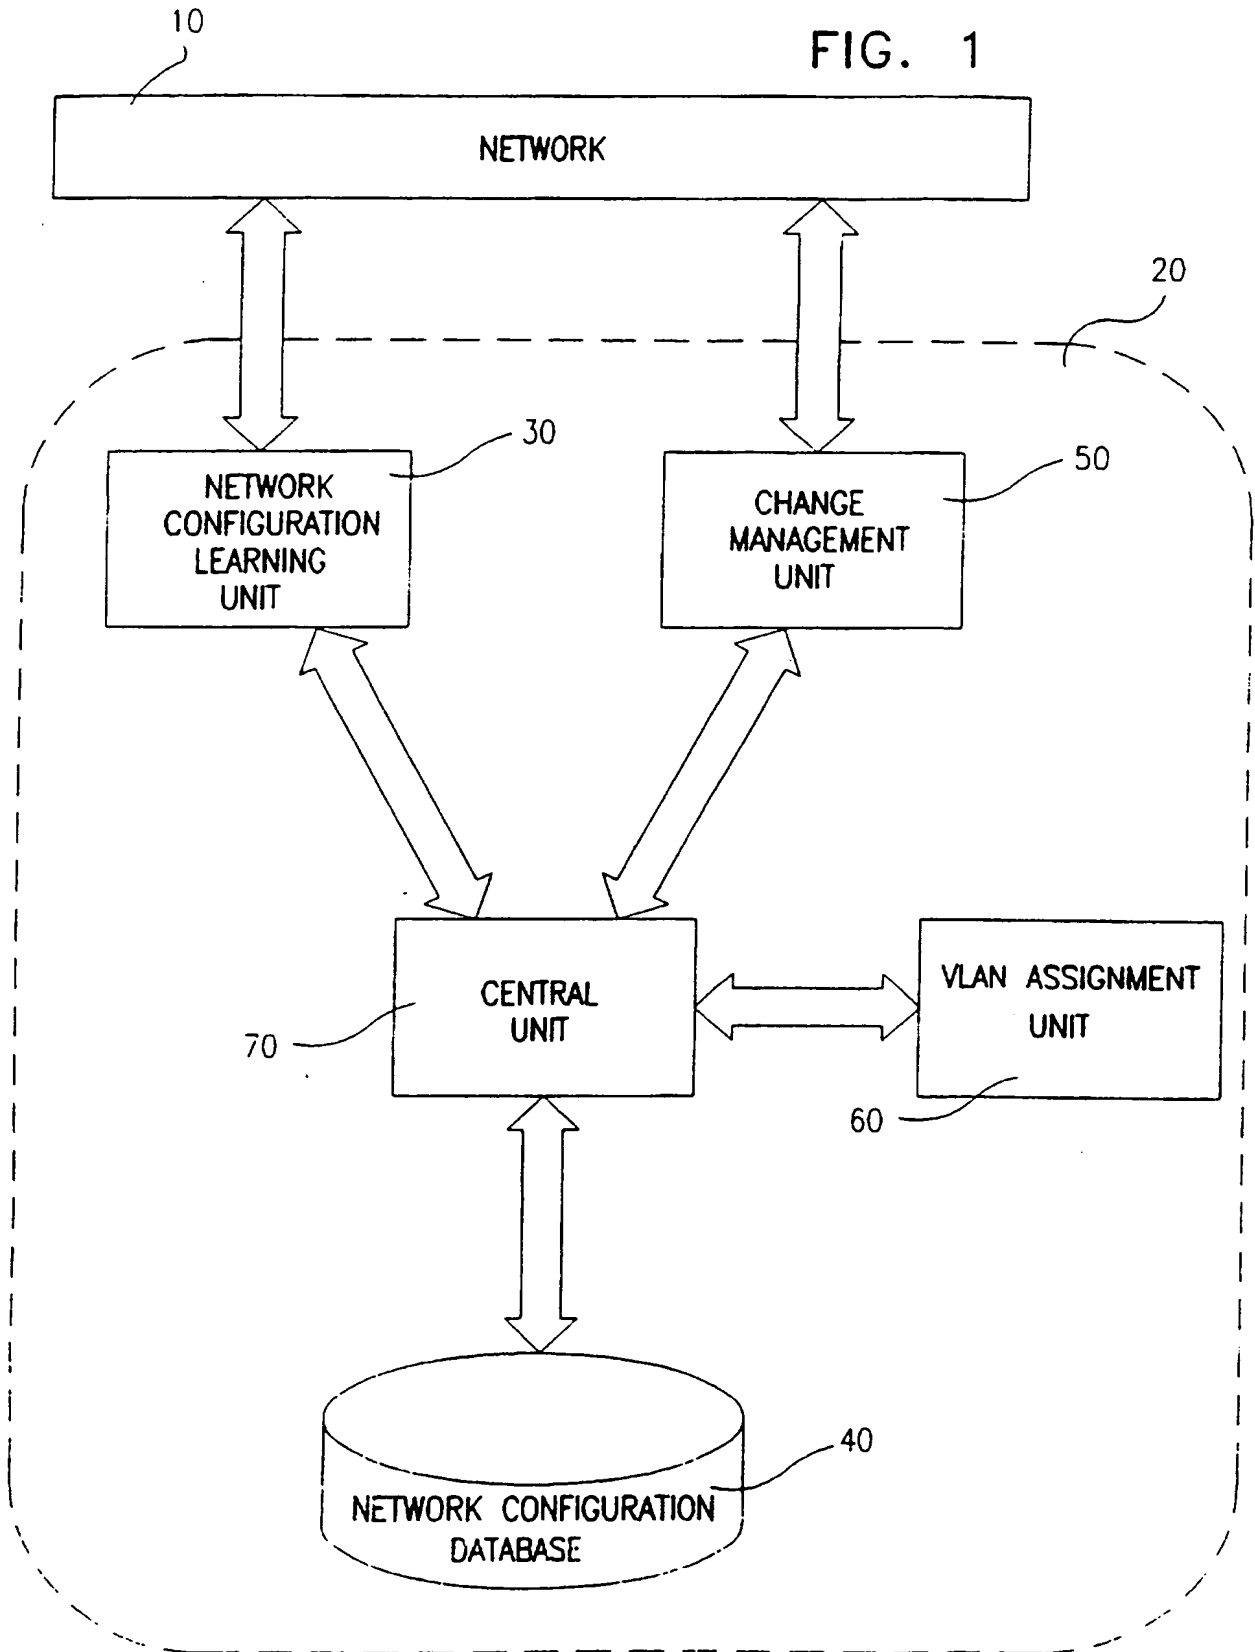 10
FIG. 1
NETWORK
20
30
50
NETWORK
CONFIGURATION
LEARNING
UNIT
CHANGE
MANAGEMENT
UNIT
CENTRAL
UNIT
VLAN ASSIGNMENT
UNIT
70
60
40
NETWORK CONFIGURATION
DATABASE